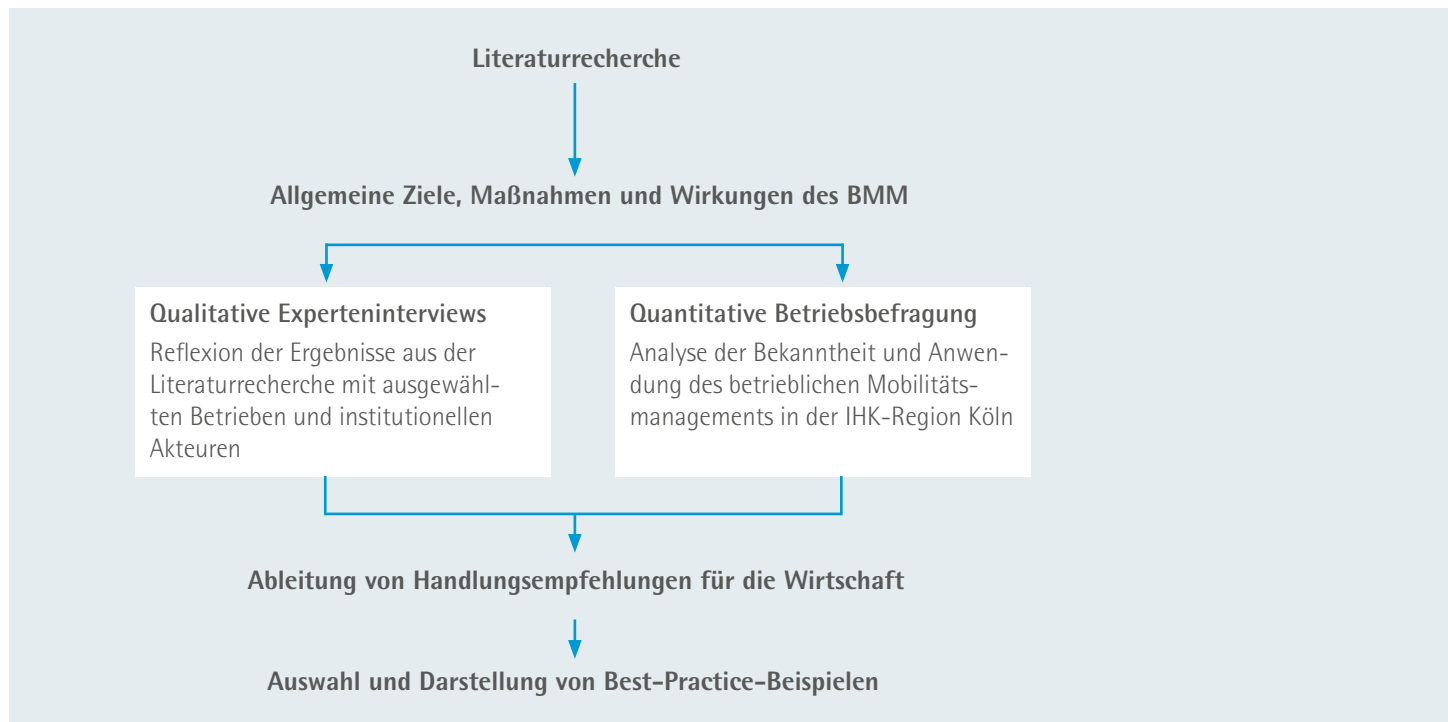 Literaturrecherche
Allgemeine Ziele, Maßnahmen und Wirkungen des BMM
Qualitative Experteninterviews
Reflexion der Ergebnisse aus der
Literaturrecherche mit ausgewähl-
ten Betrieben und institutionellen
Akteuren
Quantitative Betriebsbefragung
Analyse der Bekanntheit und Anwen-
dung des betrieblichen Mobilitäts-
managements in der IHK-Region Köln
Ableitung von Handlungsempfehlungen für die Wirtschaft
Auswahl und Darstellung von Best-Practice-Beispielen